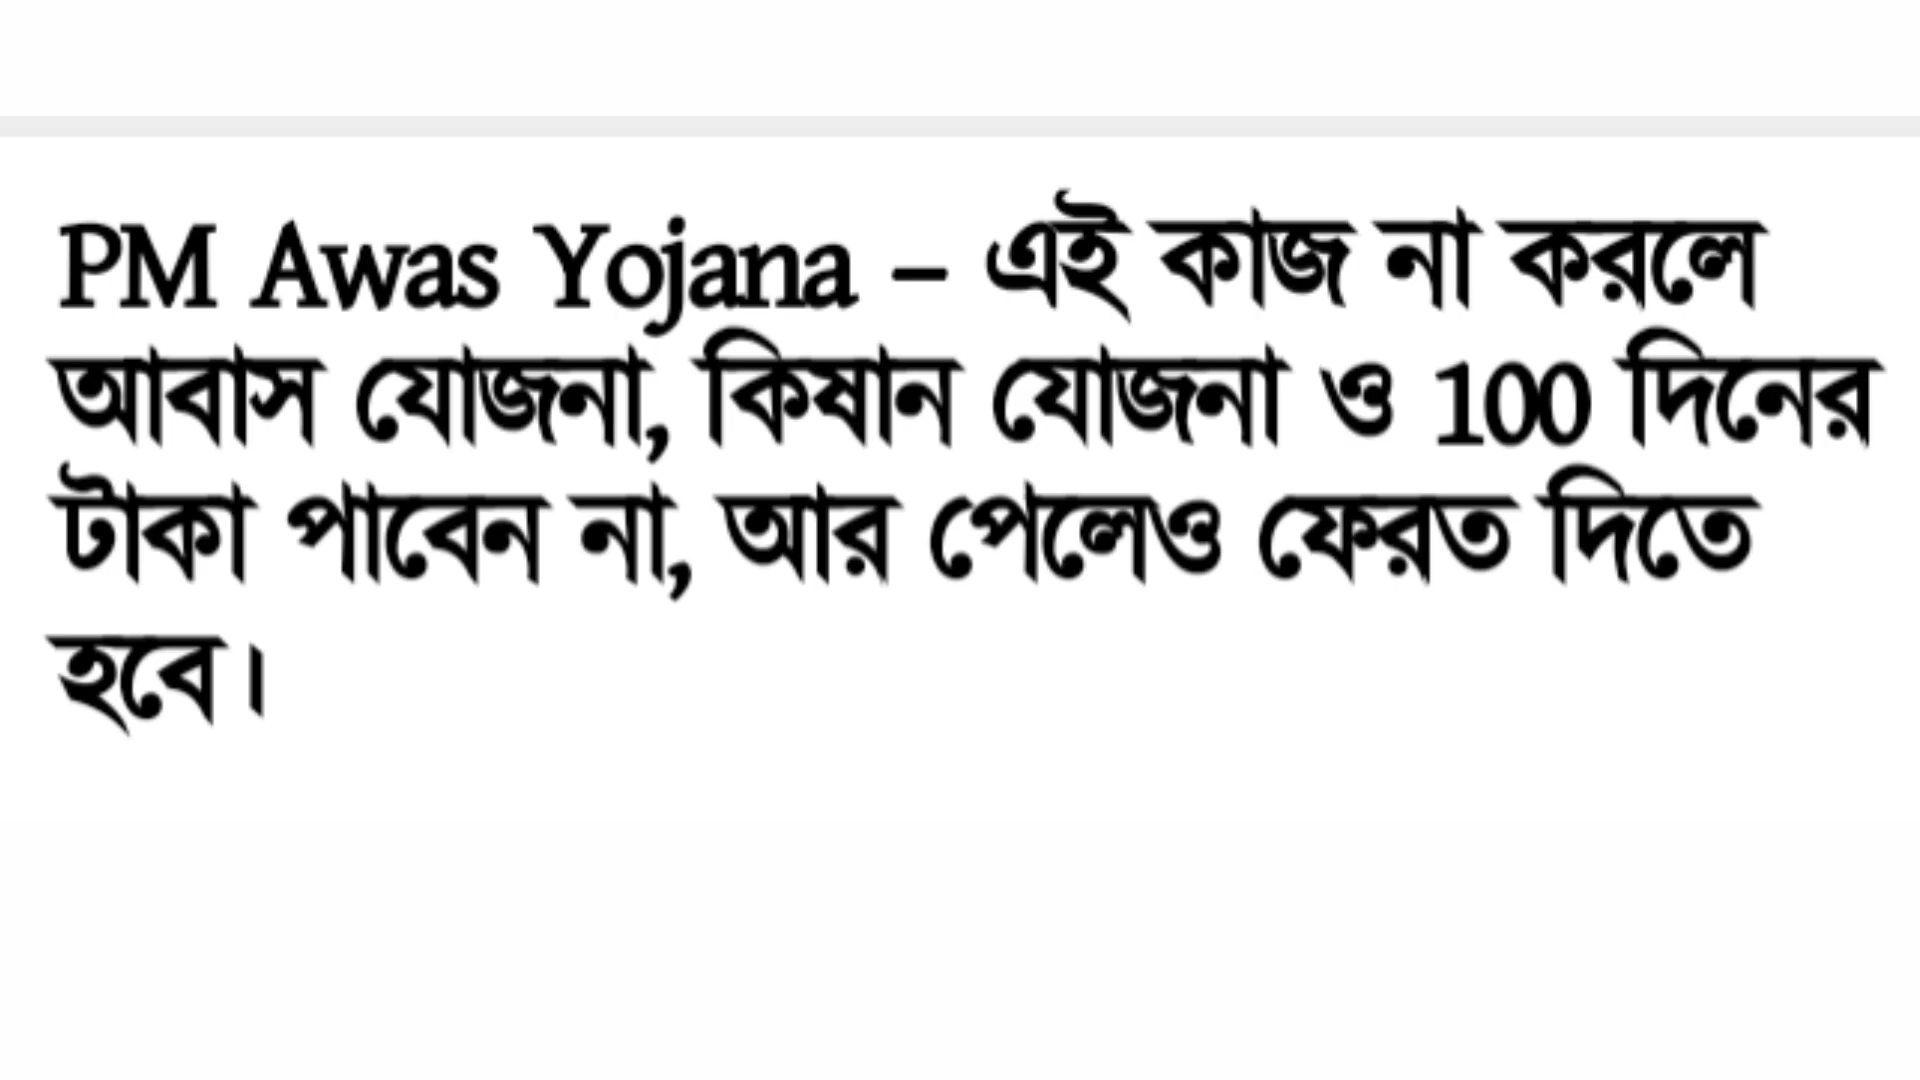 PM Awas Yojana – এই কাজ না করলে
আবাস যোজনা, কিষান যোজনা ও 100 দিনের
টাকা পাবেন না, আর পেলেও ফেরত দিতে
হবে।